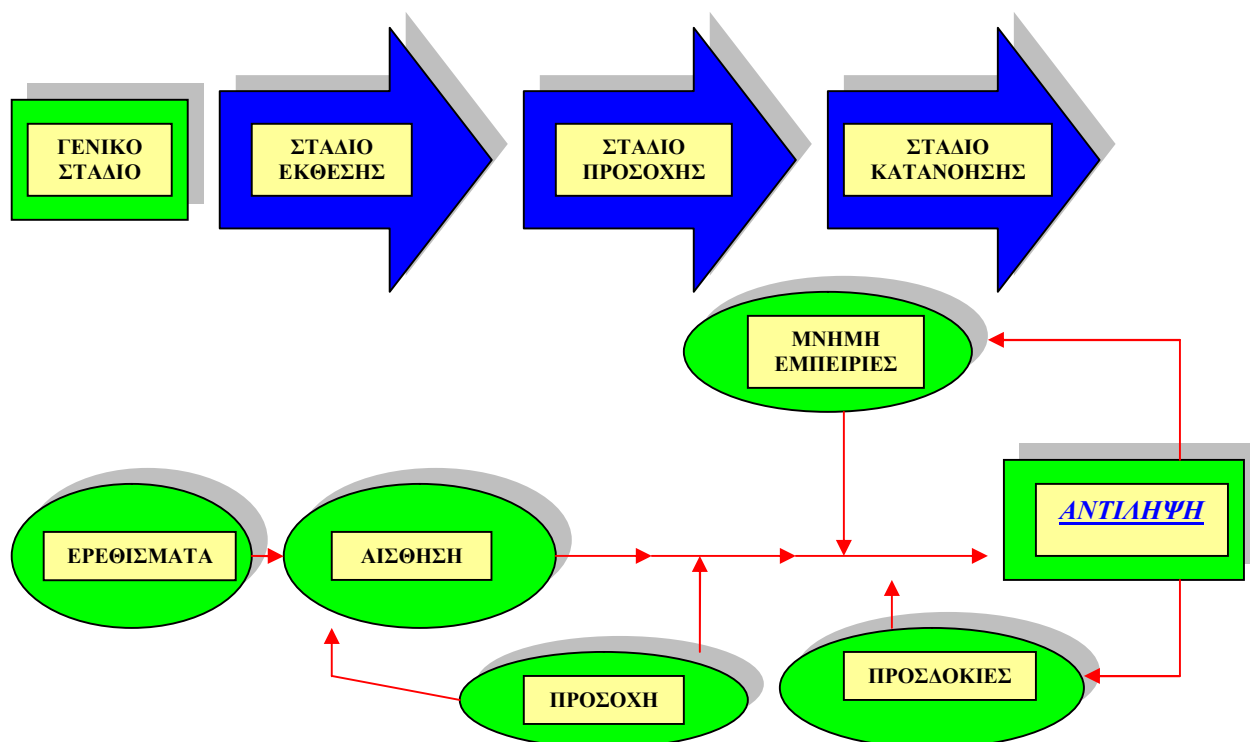 ΓΕΝΙΚΟ
ΣΤΑΔΙΟ
ΣΤΑΔΙΟ
ΕΚΘΕΣΗΣ
ΣΤΑΔΙΟ
ΠΡΟΣΟΧΗΣ
ΣΤΑΔΙΟ
ΚΑΤΑΝΟΗΣΗΣ
ΜΝΗΜΗ
ΕΜΠΕΙΡΙΕΣ
ΕΡΕΘΙΣΜΑΤΑ
ΑΙΣΘΗΣΗ
ΑΝΤΙΛΗΨΗ
ΠΡΟΣΟΧΗ
ΠΡΟΣΔΟΚΙΕΣ